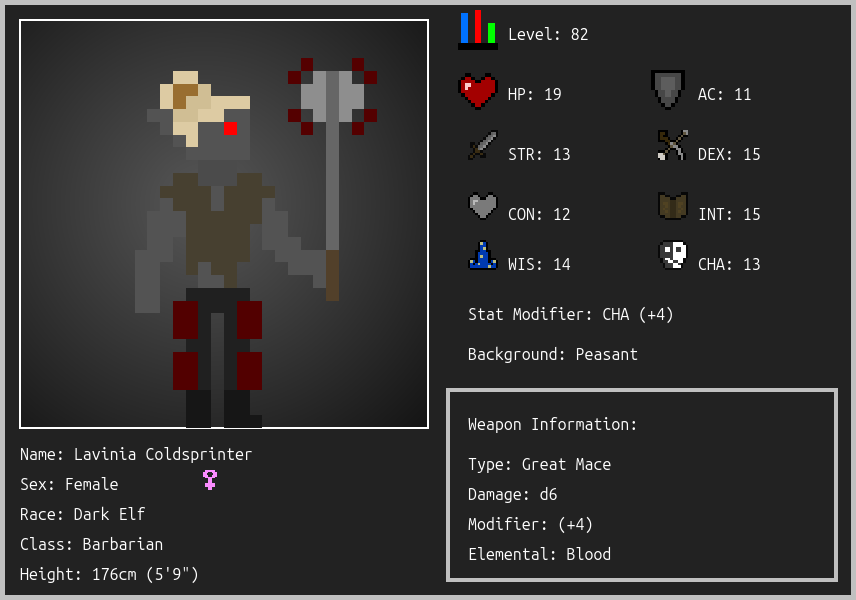 Level: 82
HP: 19
AC: 11
STR: 13
DEX: 15
CON: 12
INT: 15
WIS: 14
CHA: 13
Stat Modifier: CHA (+4)
Background: Peasant
Weapon Information:
Type: Great Mace
Damage: d6
Modifier: (+4)
Elemental: Blood
Name: Lavinia Coldsprinter
Sex: Female
Race: Dark Elf
Class: Barbarian
Height: 176cm (5'9")